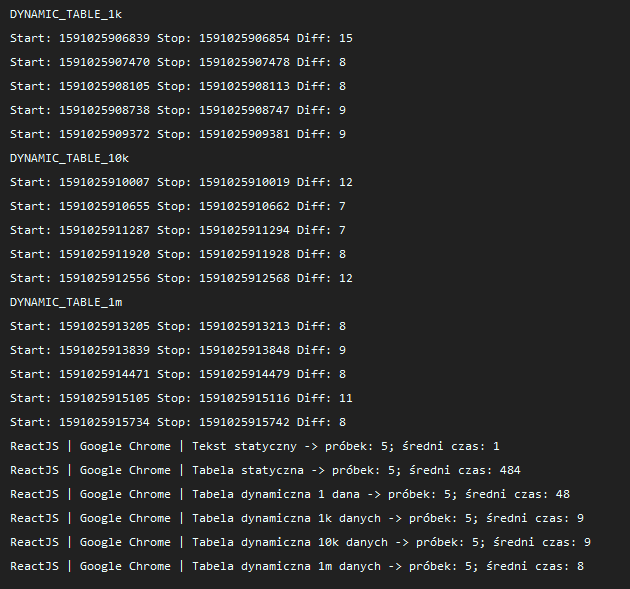 DYNAMIC_TABLE_1k
Start: 1591025906839 Stop: 1591025906854 Diff: 15
Start: 1591025907470 Stop: 1591025907478 Diff: 8
Start: 1591025908105 Stop: 1591025908113 Diff: 8
Start: 1591025908738 Stop: 1591025908747 Diff: 9
Start: 1591025909372 Stop: 1591025909381 Diff: 9
DYNAMIC_TABLE_10k
Start: 1591025910007 Stop: 1591025910019 Diff: 12
Start: 1591025910655 Stop: 1591025910662 Diff: 7
Start: 1591025911287 Stop: 1591025911294 Diff: 7
Start: 1591025911920 Stop: 1591025911928 Diff: 8
Start: 1591025912556 Stop: 1591025912568 Diff: 12
DYNAMIC_TABLE_1m
Start: 1591025913205 Stop: 1591025913213 Diff: 8
Start: 1591025913839 Stop: 1591025913848 Diff: 9
Start: 1591025914471 Stop: 1591025914479 Diff: 8
Start: 1591025915105 Stop: 1591025915116 Diff: 11
Start: 1591025915734 Stop: 1591025915742 Diff: 8
ReactJS | Google Chrome | Tekst statyczny -> próbek: 5; średni czas: 1
ReactJS | Google Chrome | Tabela statyczna -> próbek: 5; średni czas: 484
ReactJS | Google Chrome | Tabela dynamiczna 1 dana -> próbek: 5; średni czas: 48
ReactJS | Google Chrome | Tabela dynamiczna 1k danych -> próbek: 5; średni czas: 9
ReactJS | Google Chrome | Tabela dynamiczna 10k danych -> próbek: 5; średni czas: 9
ReactJS | Google Chrome | Tabela dynamiczna 1m danych -> próbek: 5; średni czas: 8